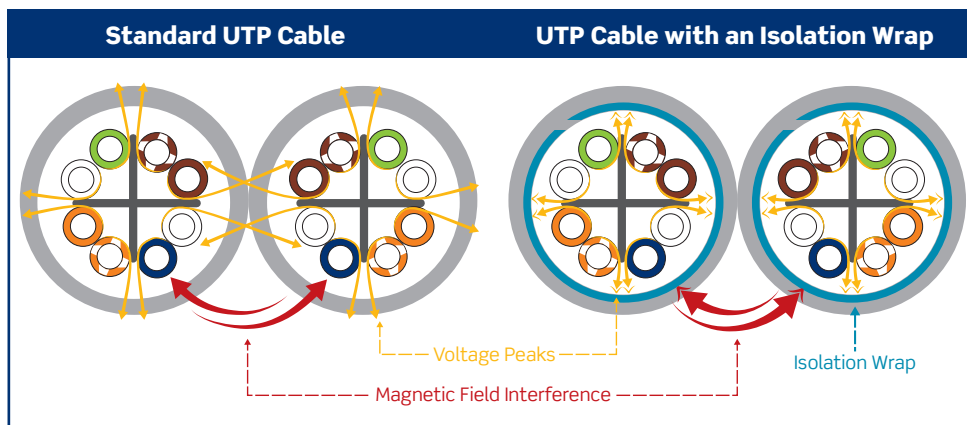 Standard UTP Cable
UTP Cable with an Isolation Wrap
Voltage Peaks
Isolation Wrap
Magnetic Field Interference